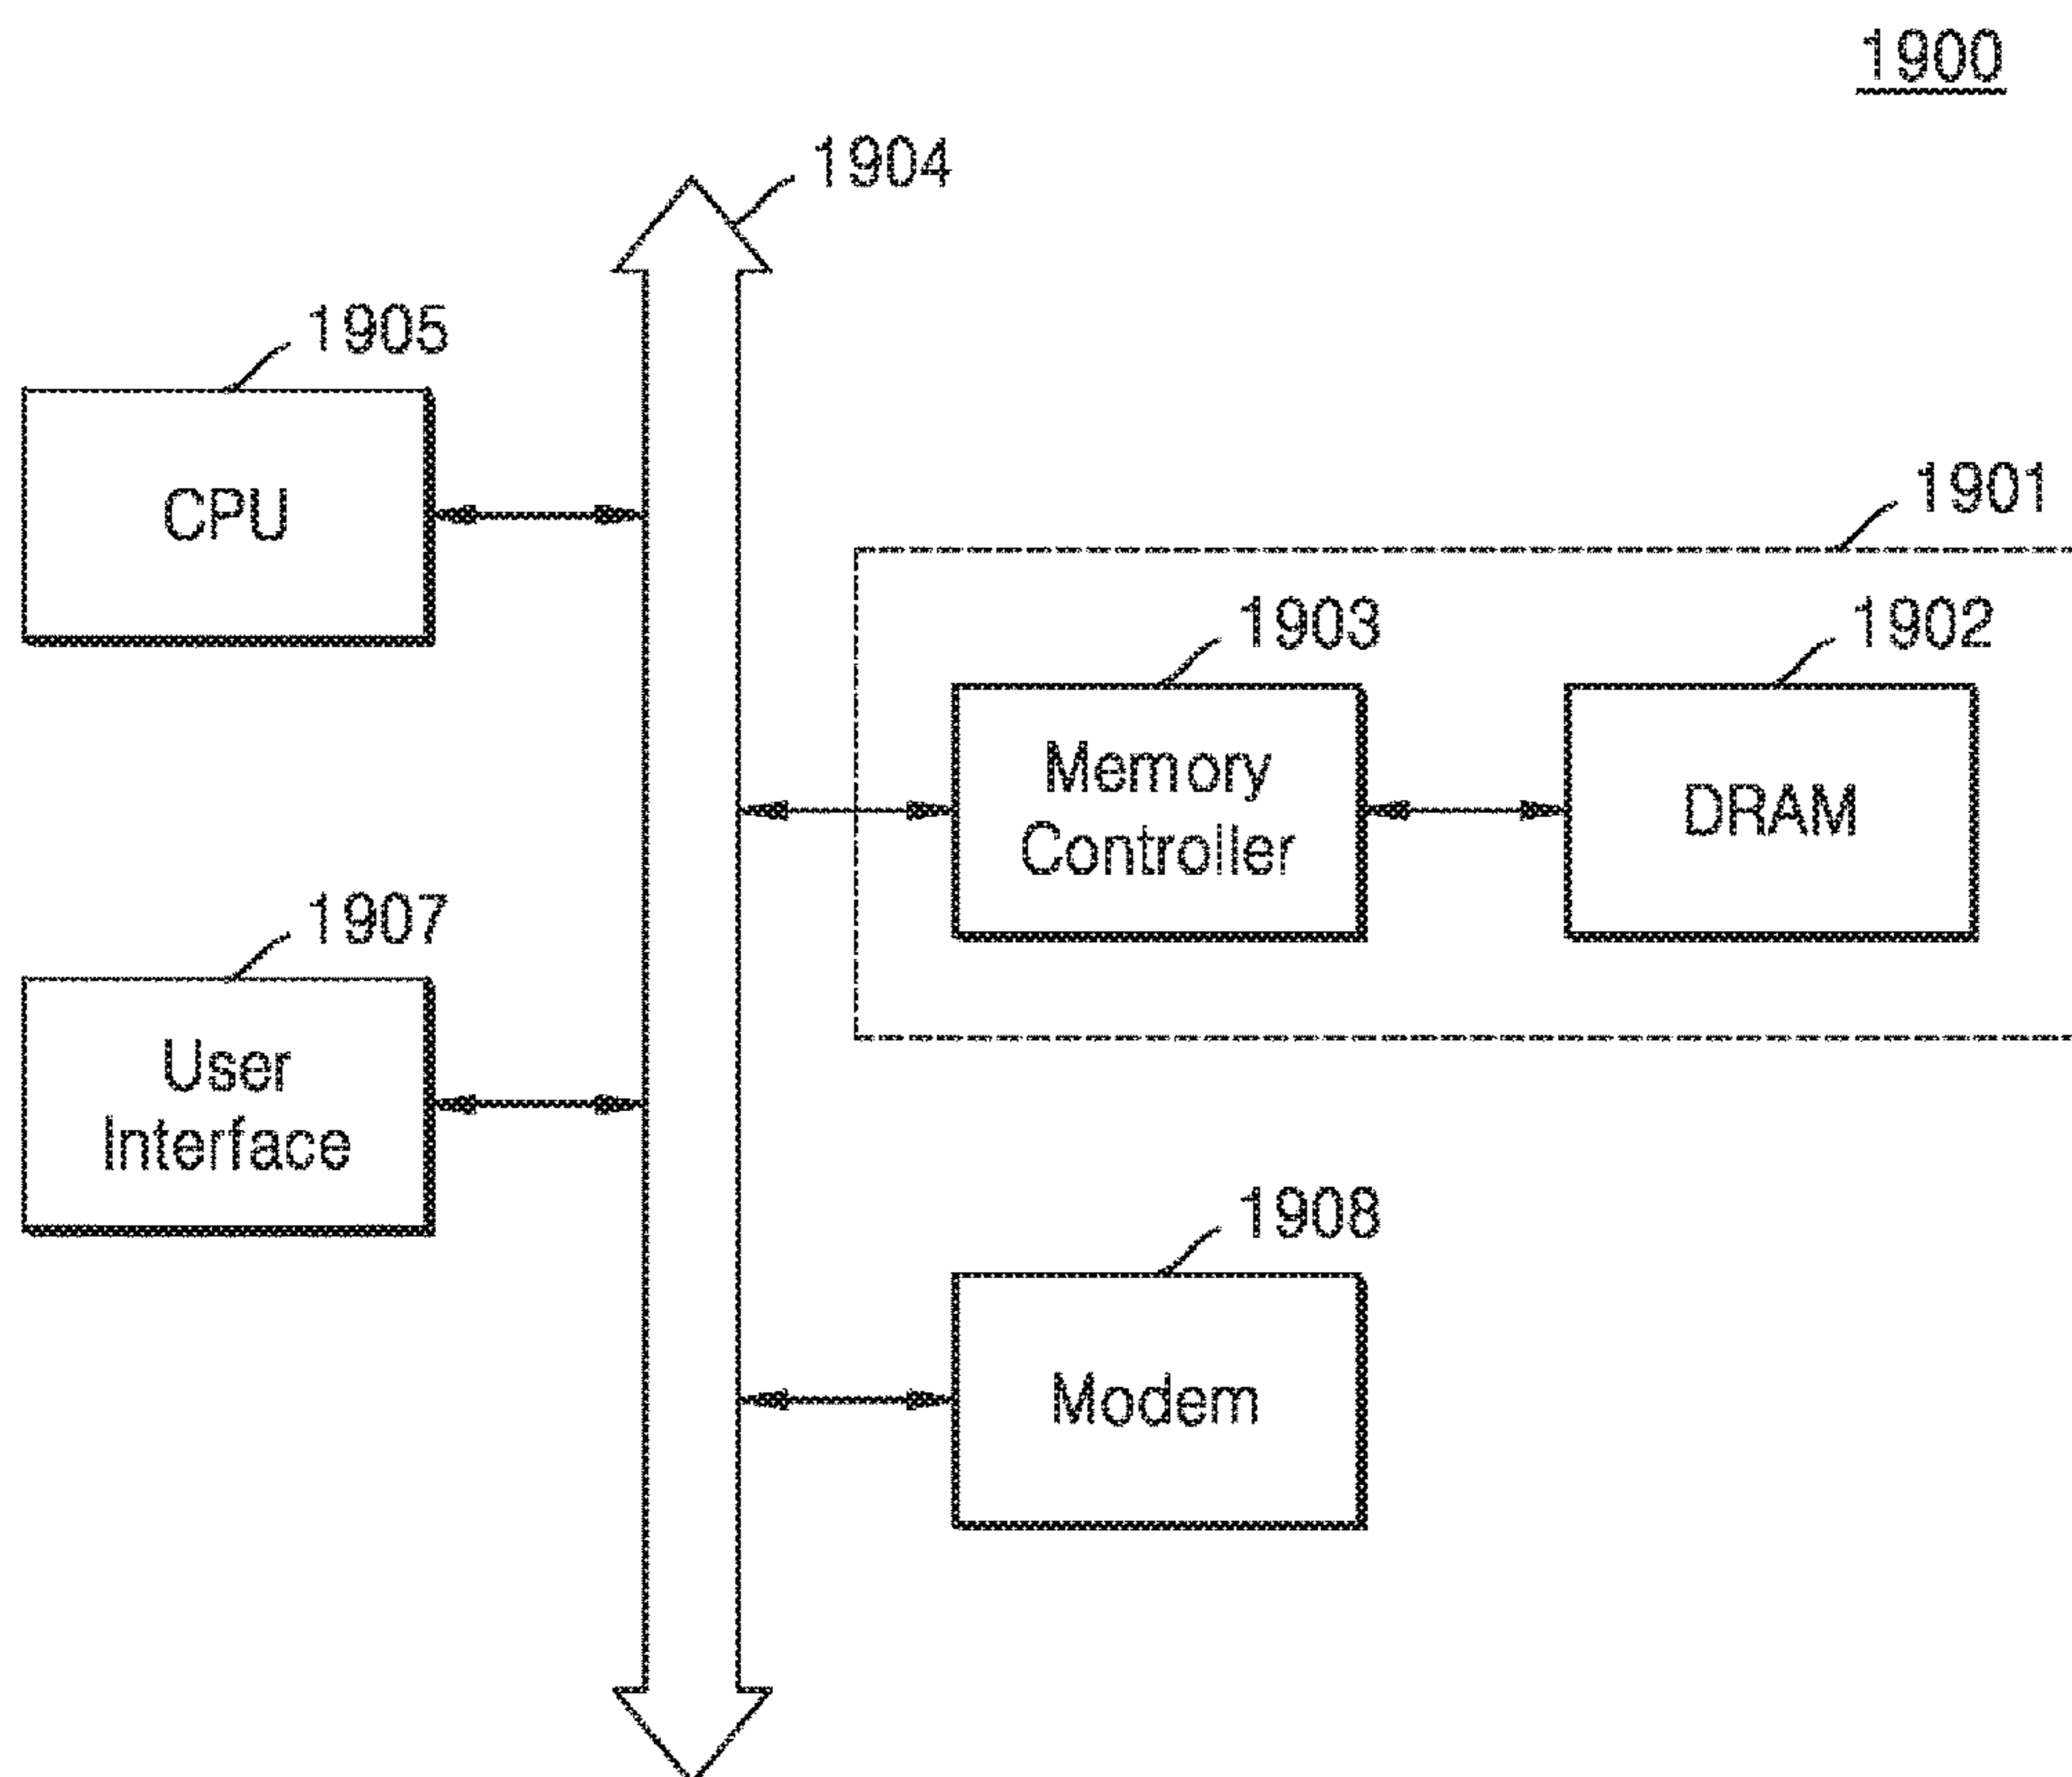 1900
1904
1905
CPU
1901
1903
1902
Memory
Controller
DRAM
1907
User
Interface
1908
Modem